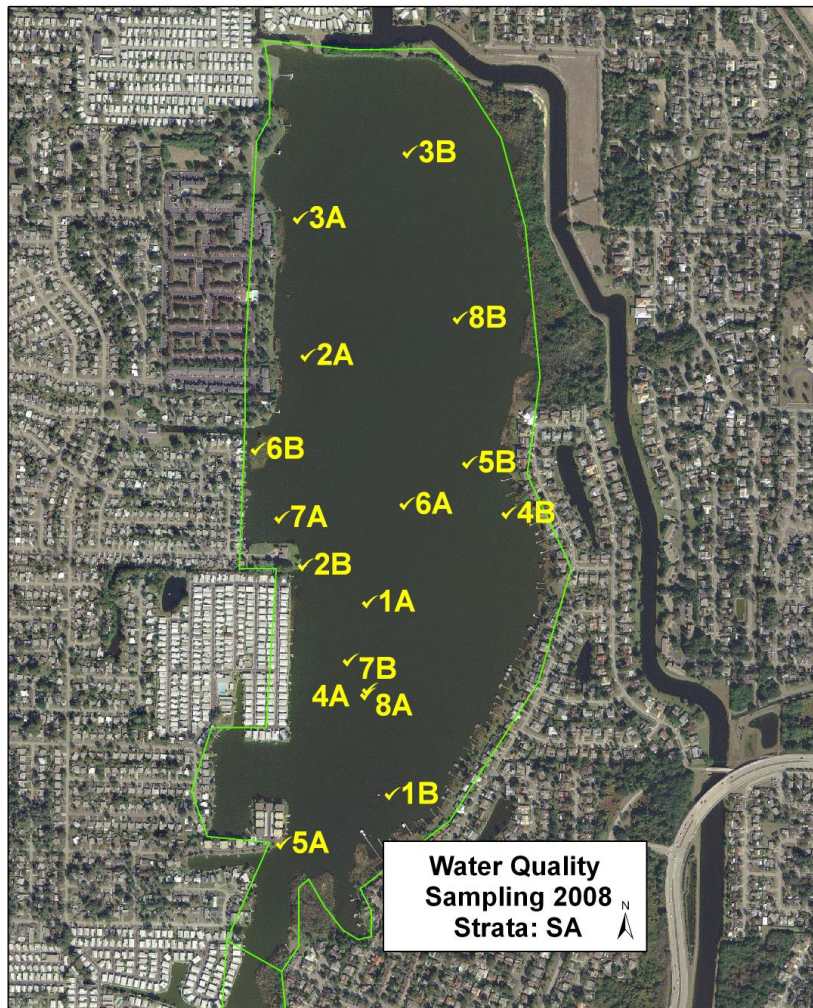 ✓3B
✓3A
✓8B
✓2A
✓6B
✓5B
✓6A
✓4B
✓7A
✓2B
✓1A
✓7B
4A ✓✓8A
✓1B
✓5A
Water Quality
Sampling 2008
Strata: SA
N